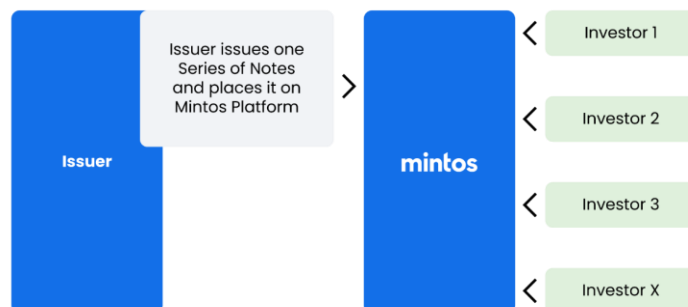 Issuer issues one
Series of Notes
and places it on
Mintos Platform
Issuer
mintos
Investor 1
Investor 2
Investor 3
Investor X